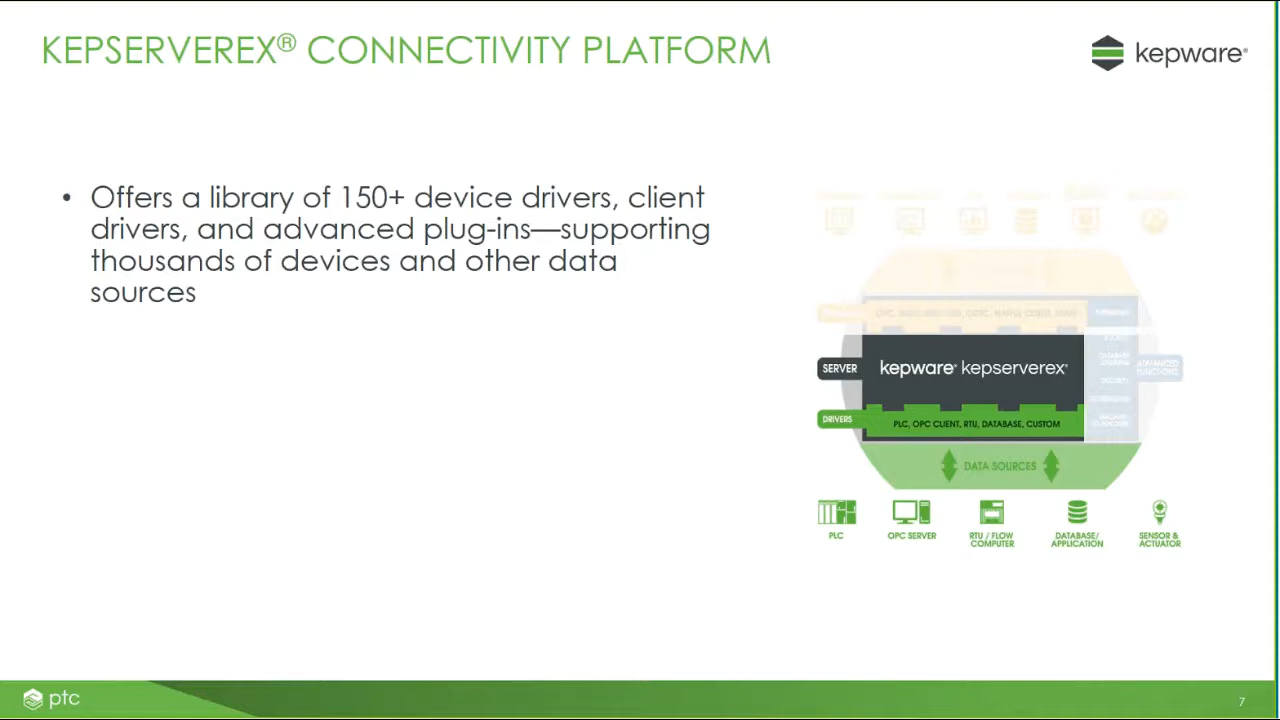 KEPSERVEREX® CONNECTIVITY PLATFORM
kepware®
• Offers a library of 150+ device drivers, client
drivers, and advanced plug-ins—supporting
thousands of devices and other data
sources
SERVER
kepware® kepserverex®
ADVANCED
FUNCTIONS
DRIVERS
PLC, OPC CLIENT, RTU, DATABASE, CUSTOM
DATA SOURCES
PLC
OPC SERVER
RTU / FLOW
COMPUTER
DATABASE/
APPLICATION
SENSOR &
ACTUATOR
ptc
7